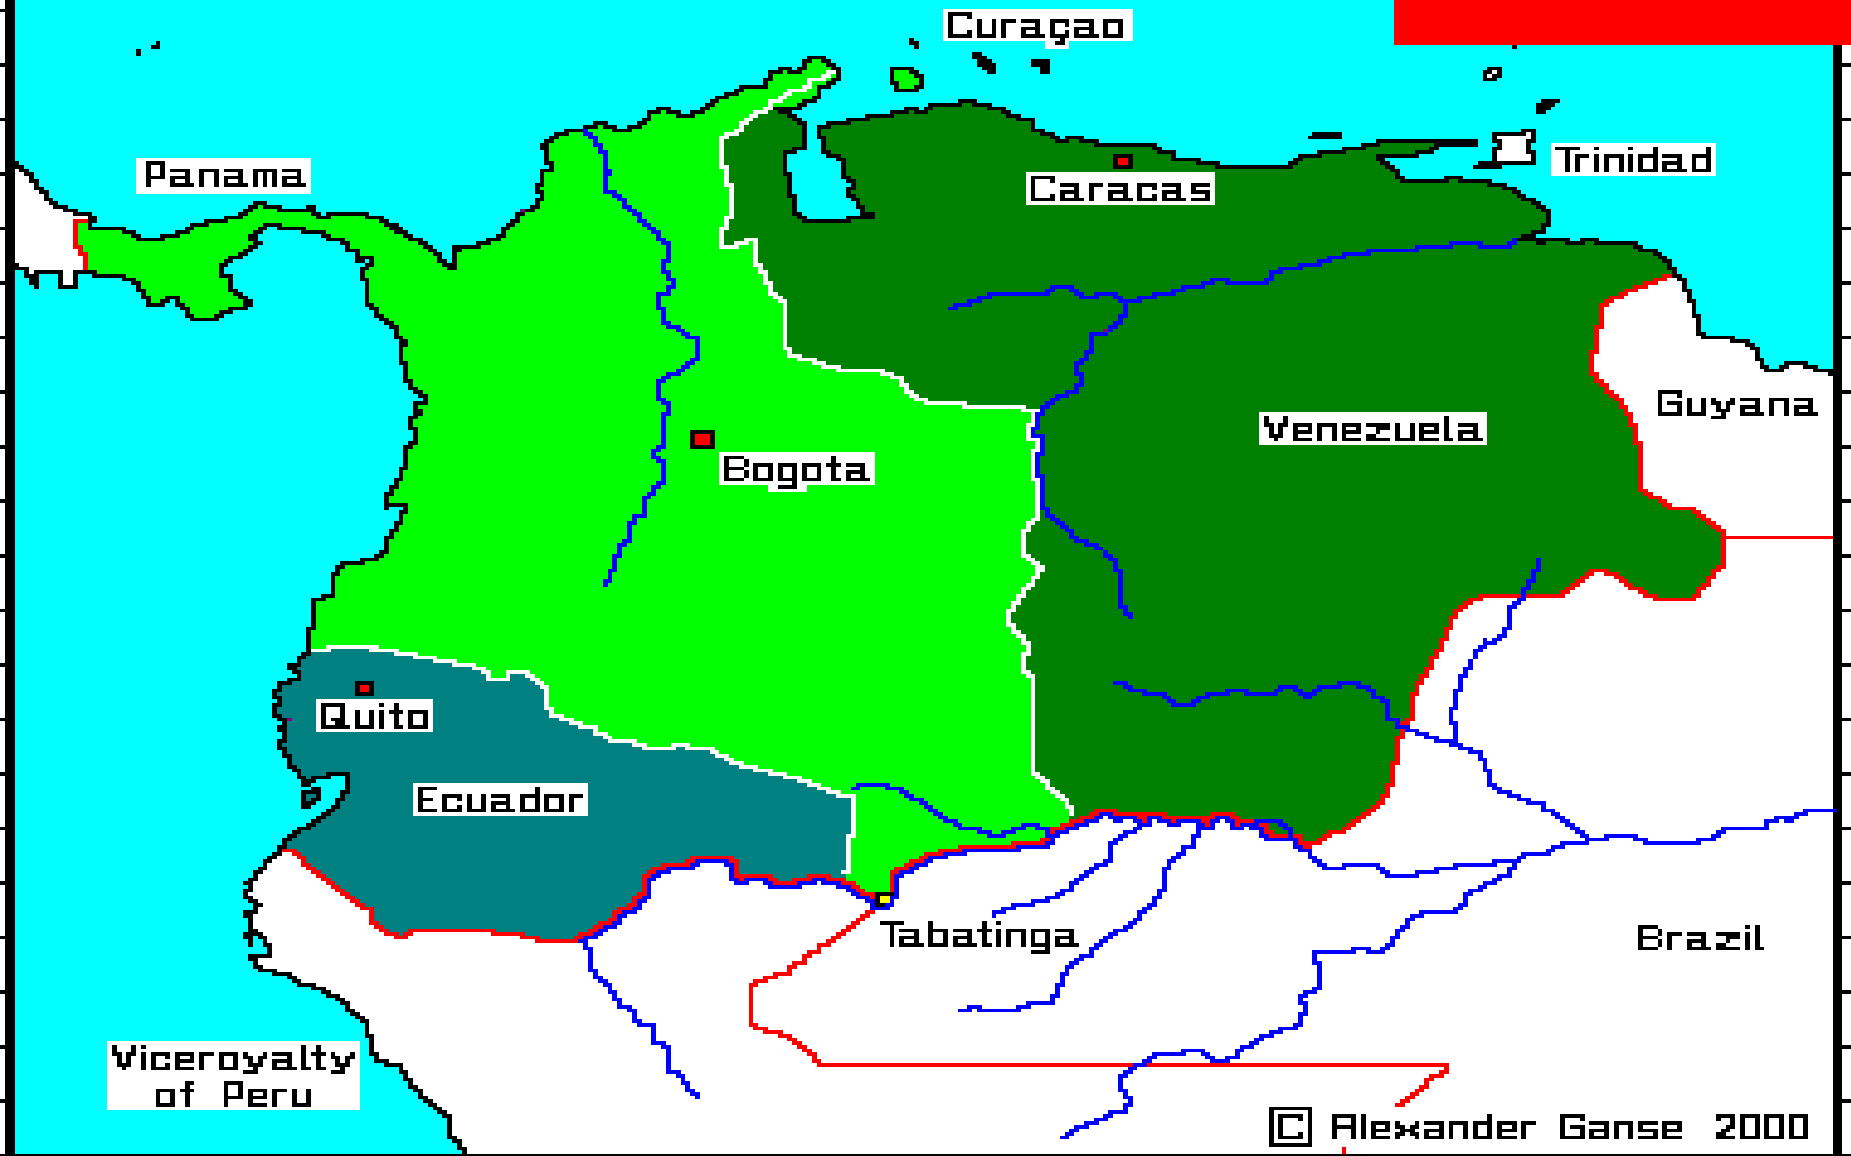 Curaçao
Panama
Trinidad
Caracas
Guyana
Venezuela
Bogota
Quito
Ecuador
Tabatinga
Brazil
Viceroyalty
of Peru
© Alexander Ganse 2000